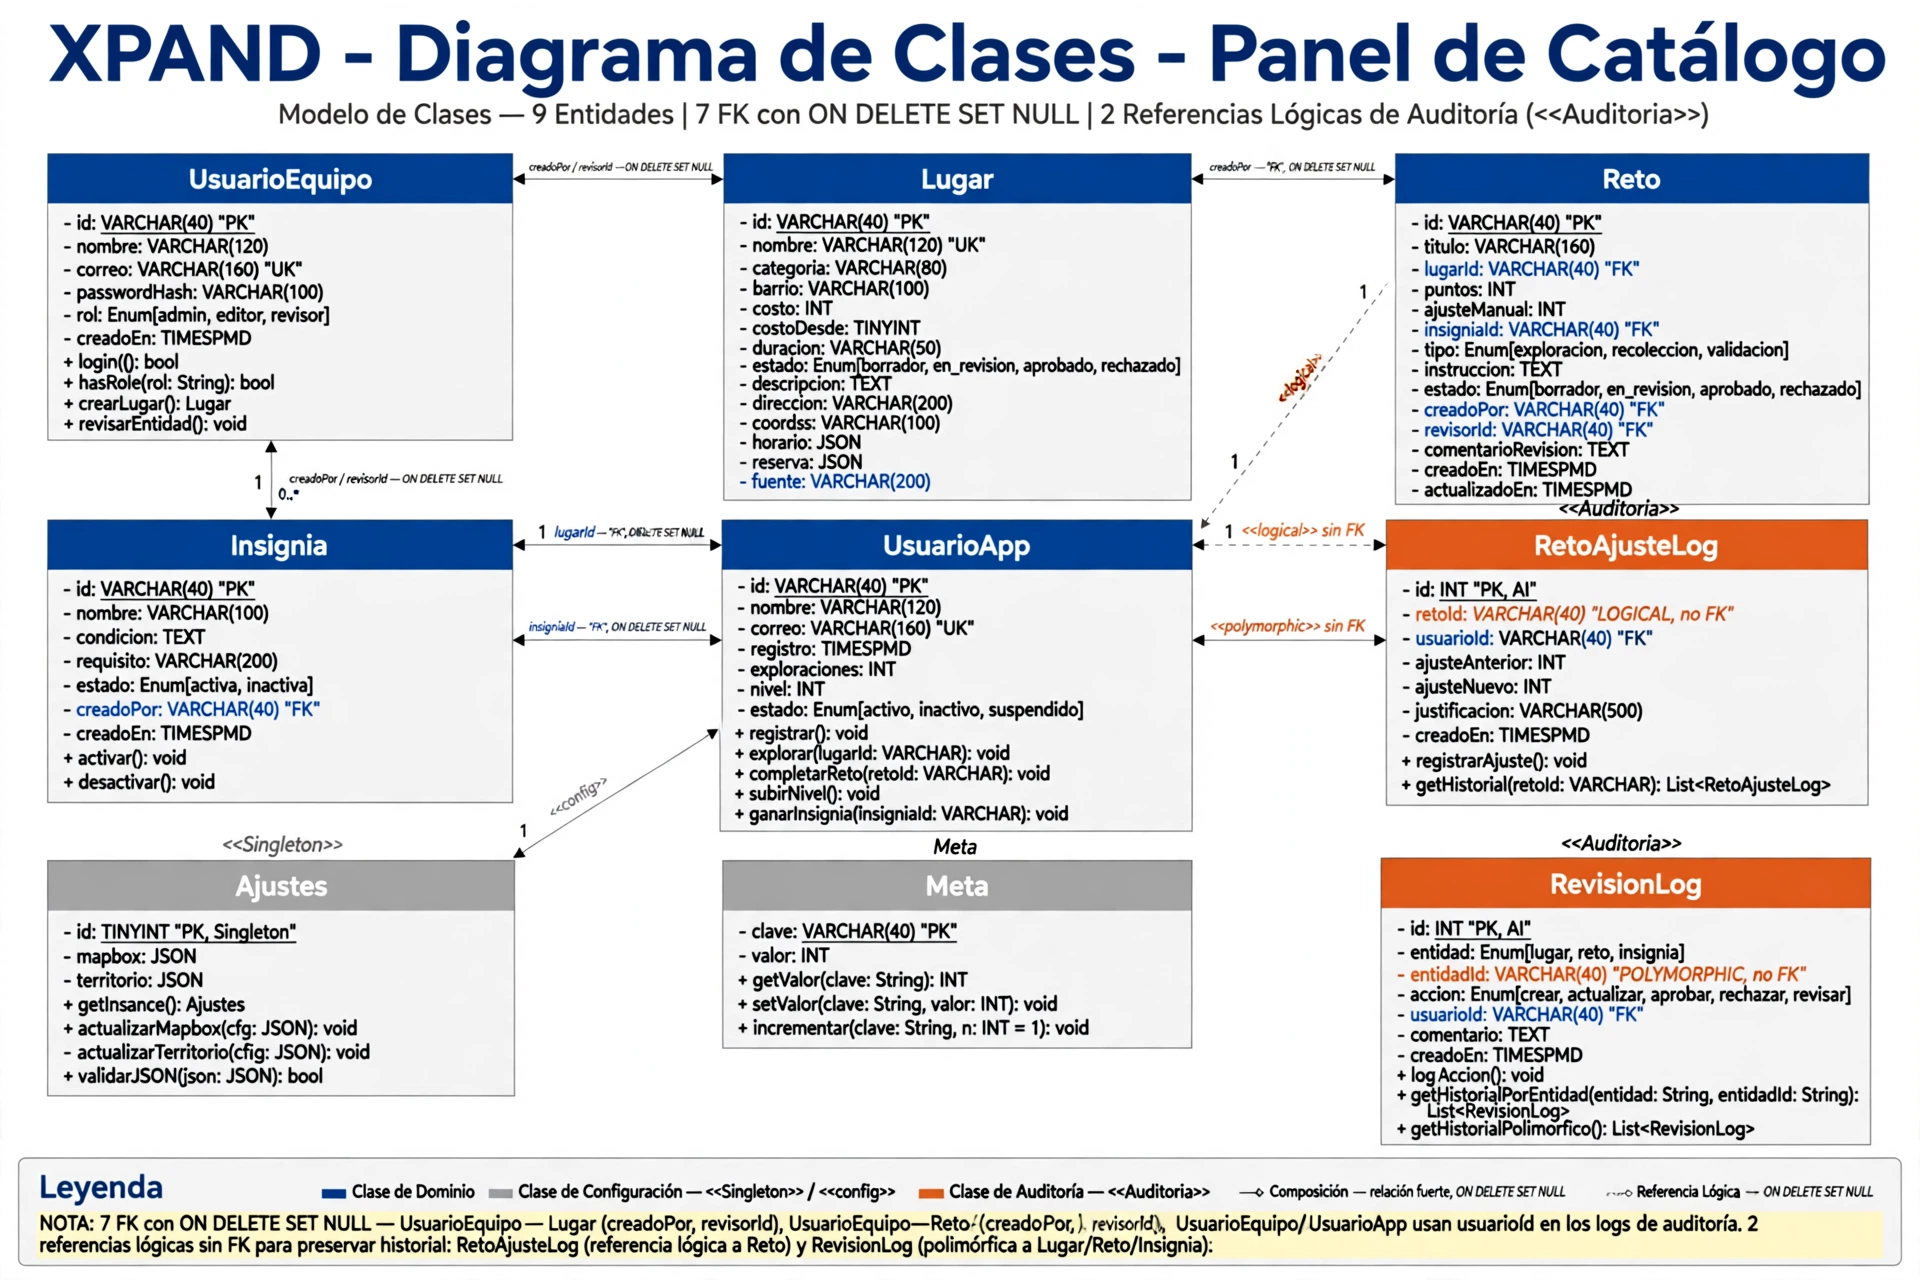 XPAND - Diagrama de Clases - Panel de Catálogo
Modelo de Clases — 9 Entidades | 7 FK con ON DELETE SET NULL | 2 Referencias Lógicas de Auditoría (<<Auditoria>>)
UsuarioEquipo
- id: VARCHAR(40) "PK"
- nombre: VARCHAR(120)
- correo: VARCHAR(160) "UK"
- passwordHash: VARCHAR(100)
- rol: Enum[admin, editor, revisor]
- creadoEn: TIMESPMD
+ login((): bool
+ hasRole(rol: String): bool
+ crearLugar(): Lugar
+ revisarEntidad(): void
creadoPor / revisorId — ON DELETE SET NULL
Lugar
- id: VARCHAR(40) "PK"
- nombre: VARCHAR(120) "UK"
- categoria: VARCHAR(80)
- barrio: VARCHAR(100)
- costo: INT
- costoDesde: TINYINT
- duracion: VARCHAR(50)
- estado: Enum[borrador, en_revision, aprobado, rechazado]
- descripcion: TEXT
- direccion: VARCHAR(200)
- coordss: VARCHAR(100)
- horario: JSON
- reserva: JSON
- fuente: VARCHAR(200)
creadoPor — "FK", ON DELETE SET NULL
Reto
- id: VARCHAR(40) "PK"
- titulo: VARCHAR(160)
- lugarId: VARCHAR(40) "FK"
- puntos: INT
- ajusteManual: INT
- insigniaId: VARCHAR(40) "FK"
- tipo: Enum[exploracion, recoleccion, validacion]
- instruccion: TEXT
- estado: Enum[borrador, en_revision, aprobado, rechazado]
- creadoPor: VARCHAR(40) "FK"
- revisorId: VARCHAR(40) "FK"
- comentarioRevision: TEXT
- creadoEn: TIMESPMD
- actualizadoEn: TIMESPMD
1
<<logical>>
1
1
creadoPor / revisorId — ON DELETE SET NULL
0..*
Insignia
- id: VARCHAR(40) "PK"
- nombre: VARCHAR(100)
- condicion: TEXT
- requisito: VARCHAR(200)
- estado: Enum[activa, inactiva]
- creadoPor: VARCHAR(40) "FK"
- creadoEn: TIMESPMD
+ activar(): void
+ desactivar(): void
1 lugarId — "FK", DELETE SET NULL
insigniaId — "FK", ON DELETE SET NULL
UsuarioApp
- id: VARCHAR(40) "PK"
- nombre: VARCHAR(120)
- correo: VARCHAR(160) "UK"
- registro: TIMESPMD
- exploraciones: INT
- nivel: INT
- estado: Enum[activo, inactivo, suspendido]
+ registrar(): void
+ explorar(lugarId: VARCHAR): void
+ completarReto(retoId: VARCHAR): void
+ subirNivel(): void
+ ganarInsignia(insigniaId: VARCHAR): void
1 <<logical>> sin FK
<<polymorphic>> sin FK
<<Auditoria>>
RetoAjusteLog
- id: INT "PK, AI"
- retoId: VARCHAR(40) "LOGICAL, no FK"
- usuarioId: VARCHAR(40) "FK"
- ajusteAnterior: INT
- ajusteNuevo: INT
- justificacion: VARCHAR(500)
- creadoEn: TIMESPMD
+ registrarAjuste(): void
+ getHistorial(retoId: VARCHAR): List<RetoAjusteLog>
<<config>>
1
<<Singleton>>
Ajustes
- id: TINYINT "PK, Singleton"
- mapbox: JSON
- territorio: JSON
+ getInsance(): Ajustes
+ actualizarMapbox(cfg: JSON): void
- actualizarTerritorio(cfig: JSON): void
+ validarJSON(json: JSON): bool
Meta
Meta
- clave: VARCHAR(40) "PK"
- valor: INT
+ getValor(clave: String): INT
+ setValor(clave: String, valor: INT): void
+ incrementar(clave: String, n: INT = 1): void
<<Auditoria>>
RevisionLog
- id: INT "PK, AI"
- entidad: Enum[lugar, reto, insignia]
- entidadId: VARCHAR(40) "POLYMORPHIC, no FK"
- accion: Enum[crear, actualizar, aprobar, rechazar, revisar]
- usuarioId: VARCHAR(40) "FK"
- comentario: TEXT
- creadoEn: TIMESPMD
+ log Accion(): void
+ getHistorialPorEntidad(entidad: String, entidadId: String):
List<RevisionLog>
+ getHistorialPolimorfico(): List<RevisionLog>
Leyenda
Clase de Dominio
Clase de Configuración — <<Singleton>> / <<config>>
Clase de Auditoría — <<Auditoria>>
Composición — relación fuerte, ON DELETE SET NULL
Referencia Lógica — ON DELETE SET NULL
NOTA: 7 FK con ON DELETE SET NULL — UsuarioEquipo — Lugar (creadoPor, revisorId), UsuarioEquipo—Reto (creadoPor, ), revisorId), UsuarioEquipo/UsuarioApp usan usuarioId en los logs de auditoría. 2
referencias lógicas sin FK para preservar historial: RetoAjusteLog (referencia lógica a Reto) y RevisionLog (polimórfica a Lugar/Reto/Insignia):